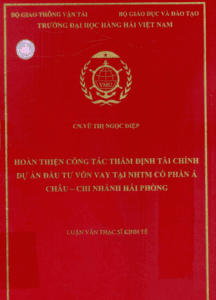 BỘ GIAO THÔNG VẬN TẢI BỘ GIÁO DỤC VÀ ĐÀO TẠO
TRƯỜNG ĐẠI HỌC HÀNG HẢI VIỆT NAM
VMU
CN.VŨ THỊ NGỌC DIỆP
HOÀN THIỆN CÔNG TÁC THẨM ĐỊNH TÀI CHÍNH
DỰ ÁN ĐẦU TƯ VỐN VAY TẠI NHTM CỔ PHẦN Á
CHÂU – CHI NHÁNH HẢI PHÒNG
LUẬN VĂN THẠC SĨ KINH TẾ